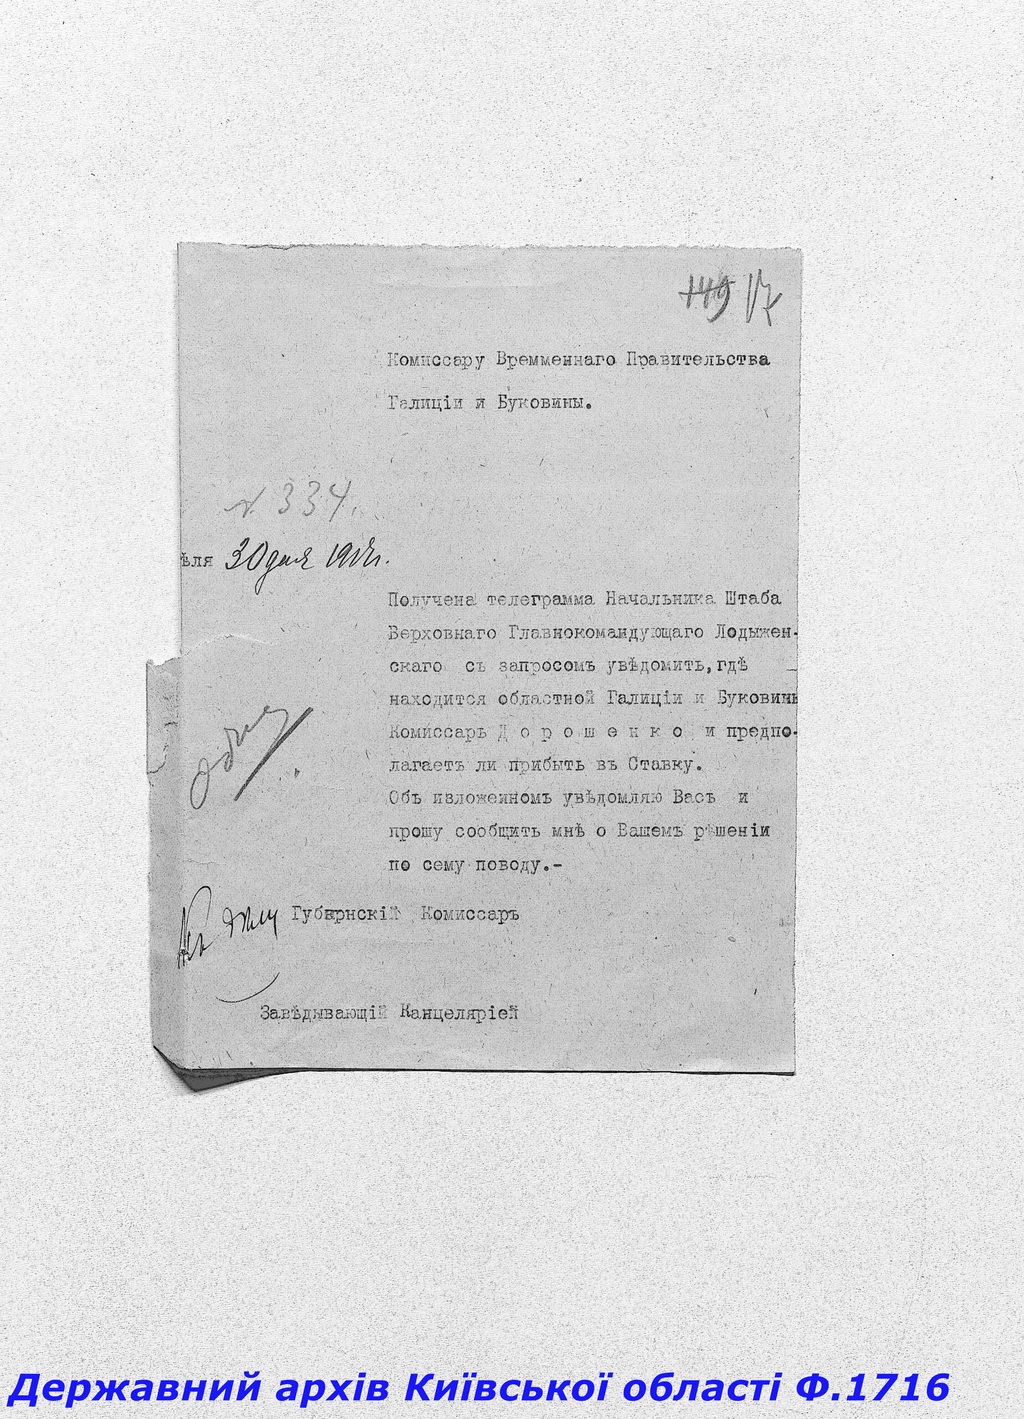 149 17
Комиссару Времменнаго Правительства
Галиціи и Буковины.
№ 334.
ѣля 30 дня 1917 г.
Получена телеграмма Начальника Штаба
Верховнаго Главнокомандующаго Лодыжен-
скаго съ запросомъ увѣдомить, гдѣ
находится областной Галиціи и Буковины
Комиссаръ Д о р о ш е н к о и предпо-
лагаетъ ли прибыть въ Ставку.
Объ изложенномъ увѣдомляю Васъ и
прошу сообщить мнѣ о Вашемъ рѣшеніи
по сему поводу.-
Губернскій Комиссаръ
Завѣдывающій Канцеляріей
Державний архів Київської області Ф.1716